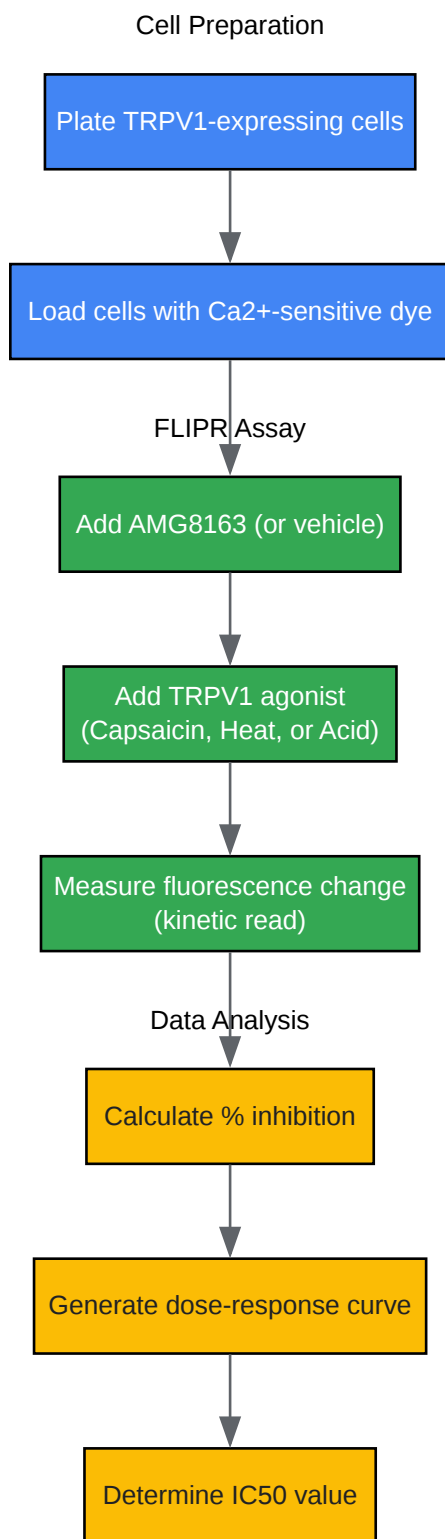 Cell Preparation
Plate TRPV1-expressing cells
Load cells with Ca2+-sensitive dye
FLIPR Assay
Add AMG8163 (or vehicle)
Add TRPV1 agonist
(Capsaicin, Heat, or Acid)
Measure fluorescence change
(kinetic read)
Data Analysis
Calculate % inhibition
Generate dose-response curve
Determine IC50 value